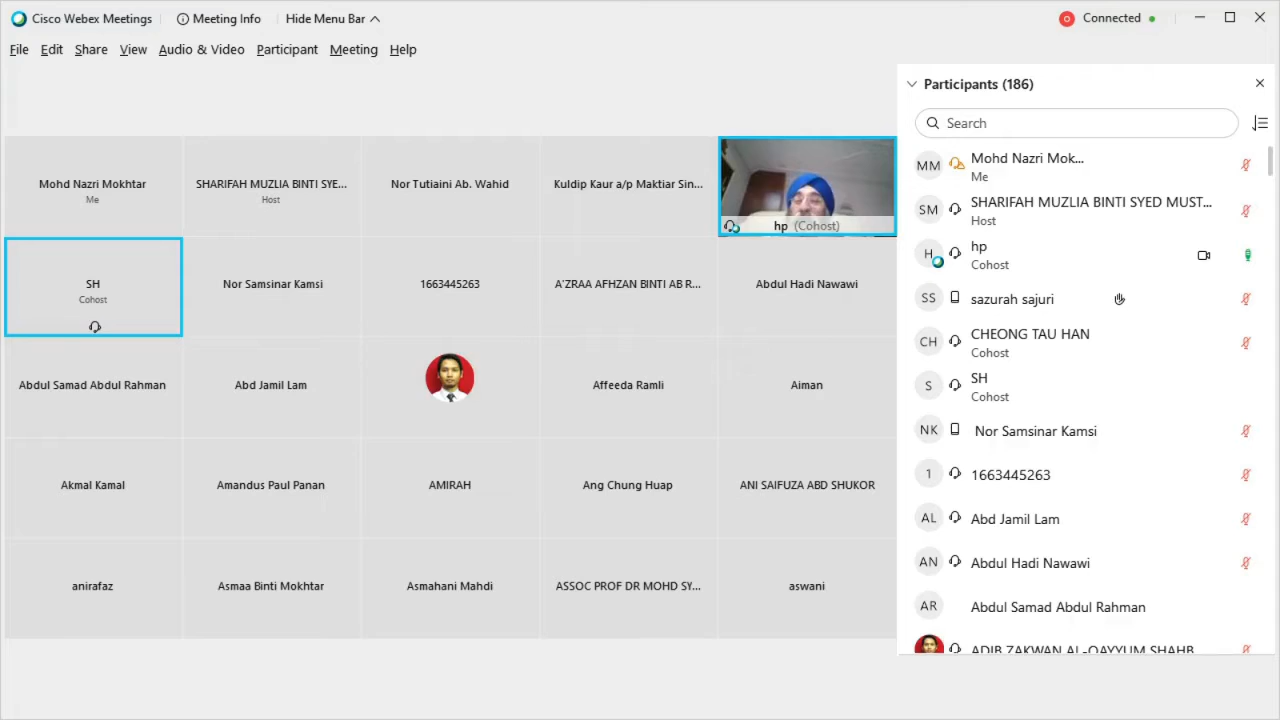 Cisco Webex Meetings
Meeting Info
Hide Menu Bar
Connected
File Edit Share View Audio & Video Participant Meeting Help
Mohd Nazri Mokhtar
Me
SHARIFAH MUZLIA BINTI SYE...
Host
Nor Tutiaini Ab. Wahid
Kuldip Kaur a/p Maktiar Sin...
hp (Cohost)
SH
Cohost
Nor Samsinar Kamsi
1663445263
A'ZRAA AFHZAN BINTI AB R...
Abdul Hadi Nawawi
Abdul Samad Abdul Rahman
Abd Jamil Lam
Affeeda Ramli
Aiman
Akmal Kamal
Amandus Paul Panan
AMIRAH
Ang Chung Huap
ANI SAIFUZA ABD SHUKOR
anirafaz
Asmaa Binti Mokhtar
Asmahani Mahdi
ASSOC PROF DR MOHD SY...
aswani
Participants (186)
Search
MM
Mohd Nazri Mok...
Me
SM
SHARIFAH MUZLIA BINTI SYED MUST...
Host
H
hp
Cohost
SS
sazurah sajuri
CH
CHEONG TAU HAN
Cohost
S
SH
Cohost
NK
Nor Samsinar Kamsi
1
1663445263
AL
Abd Jamil Lam
AN
Abdul Hadi Nawawi
AR
Abdul Samad Abdul Rahman
ADIB ZAKWAN AL-QAYYUM SHAHB